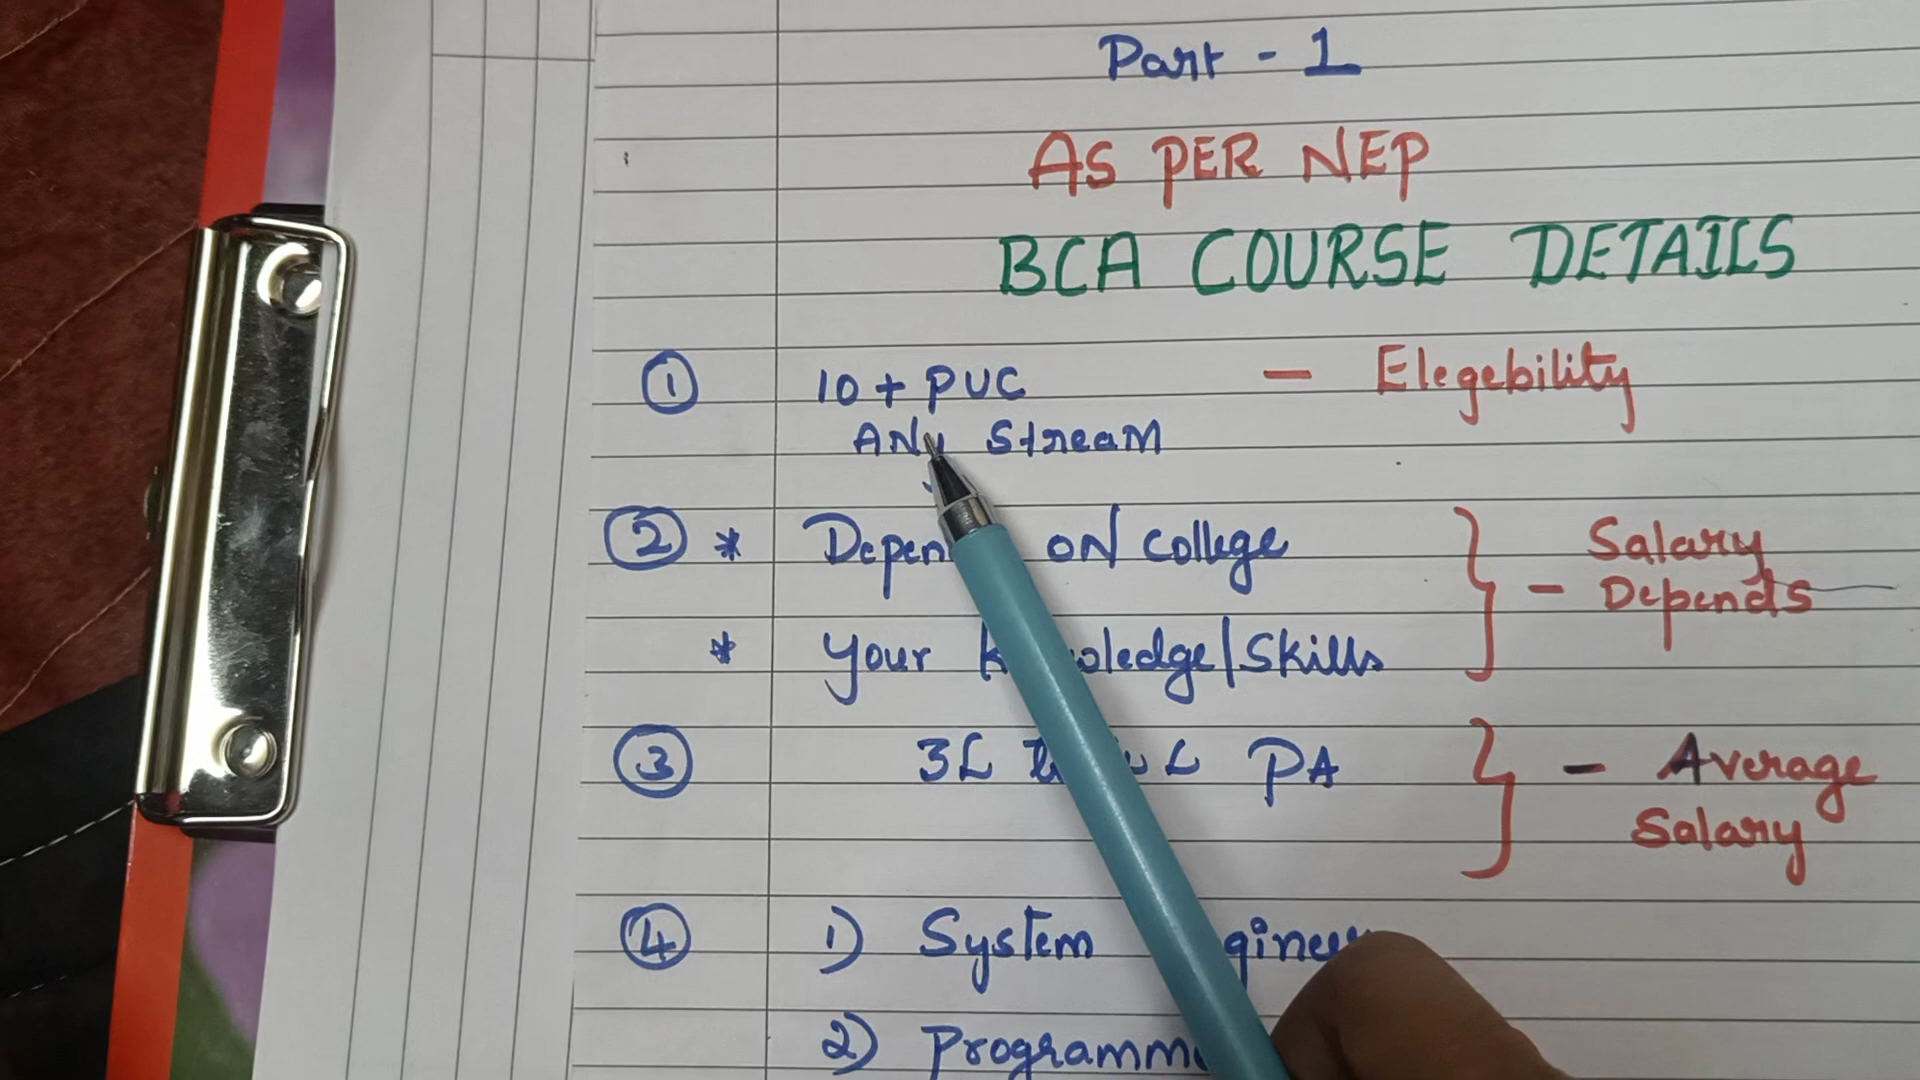 Part - 1
AS PER NEP
BCA COURSE DETAILS
① 10 + PUC - Elegebility
ANy StreaM
② * ON college } - Salary Depends
* Your /Skills
③ 3L L PA } - Average Salary
④ 1) System
2)